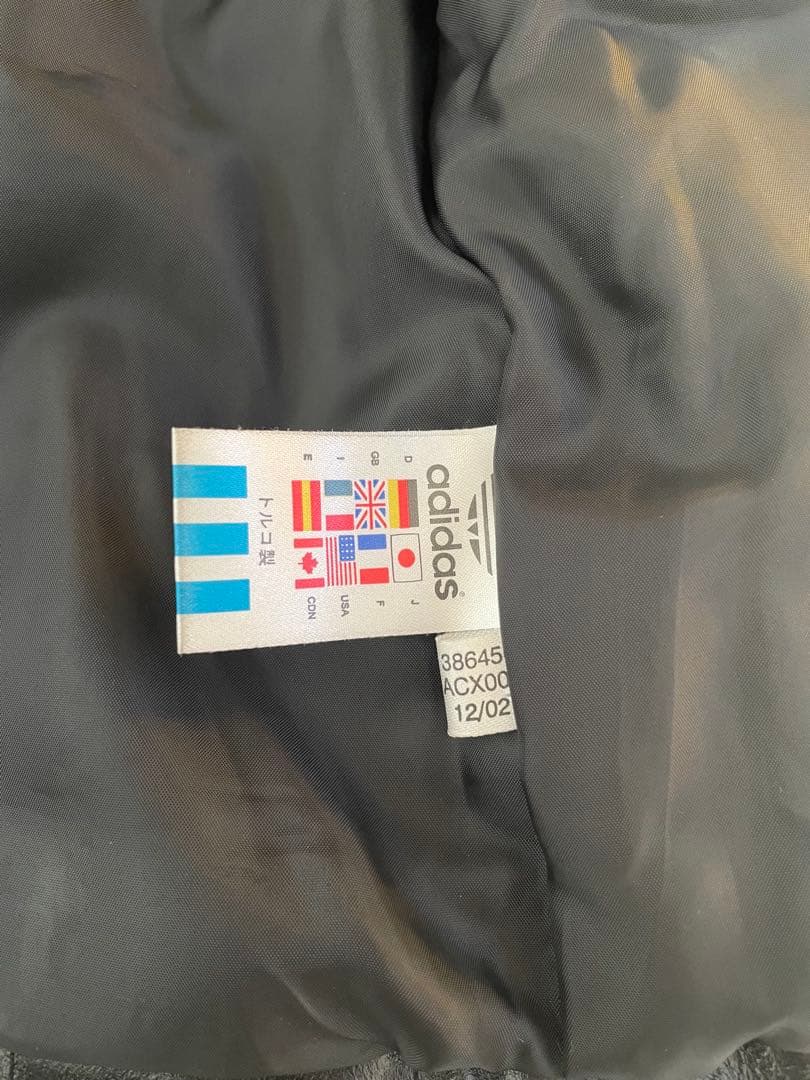 adidas®
D
GB
I
E
J
F
USA
CDN
トルコ製
38645
ACX00
12/02